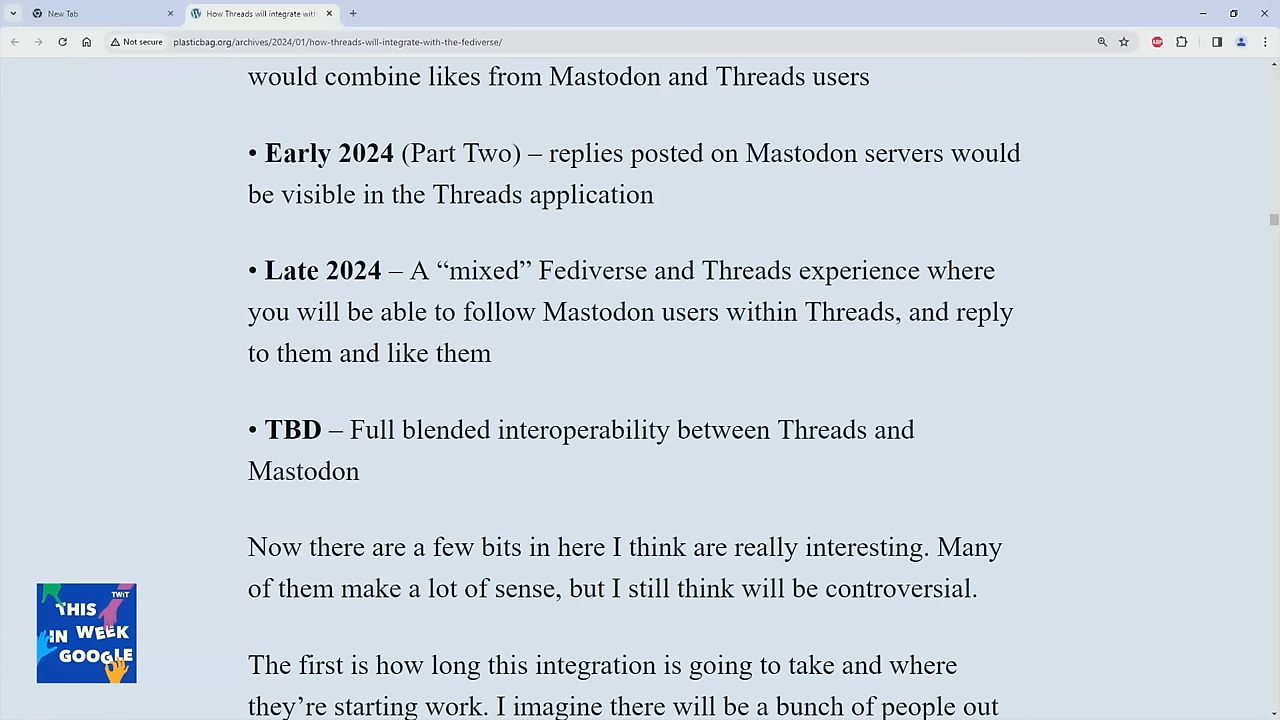 New Tab
How Threads will integrate wit
Not secure
plasticbag.org/archives/2024/01/how-threads-will-integrate-with-the-fediverse/
ABP
would combine likes from Mastodon and Threads users
• Early 2024 (Part Two) – replies posted on Mastodon servers would
be visible in the Threads application
• Late 2024 – A “mixed” Fediverse and Threads experience where
you will be able to follow Mastodon users within Threads, and reply
to them and like them
• TBD – Full blended interoperability between Threads and
Mastodon
Now there are a few bits in here I think are really interesting. Many
of them make a lot of sense, but I still think will be controversial.
TWiT
THIS
IN WEEK
GOOGLE
The first is how long this integration is going to take and where
they’re starting work. I imagine there will be a bunch of people out